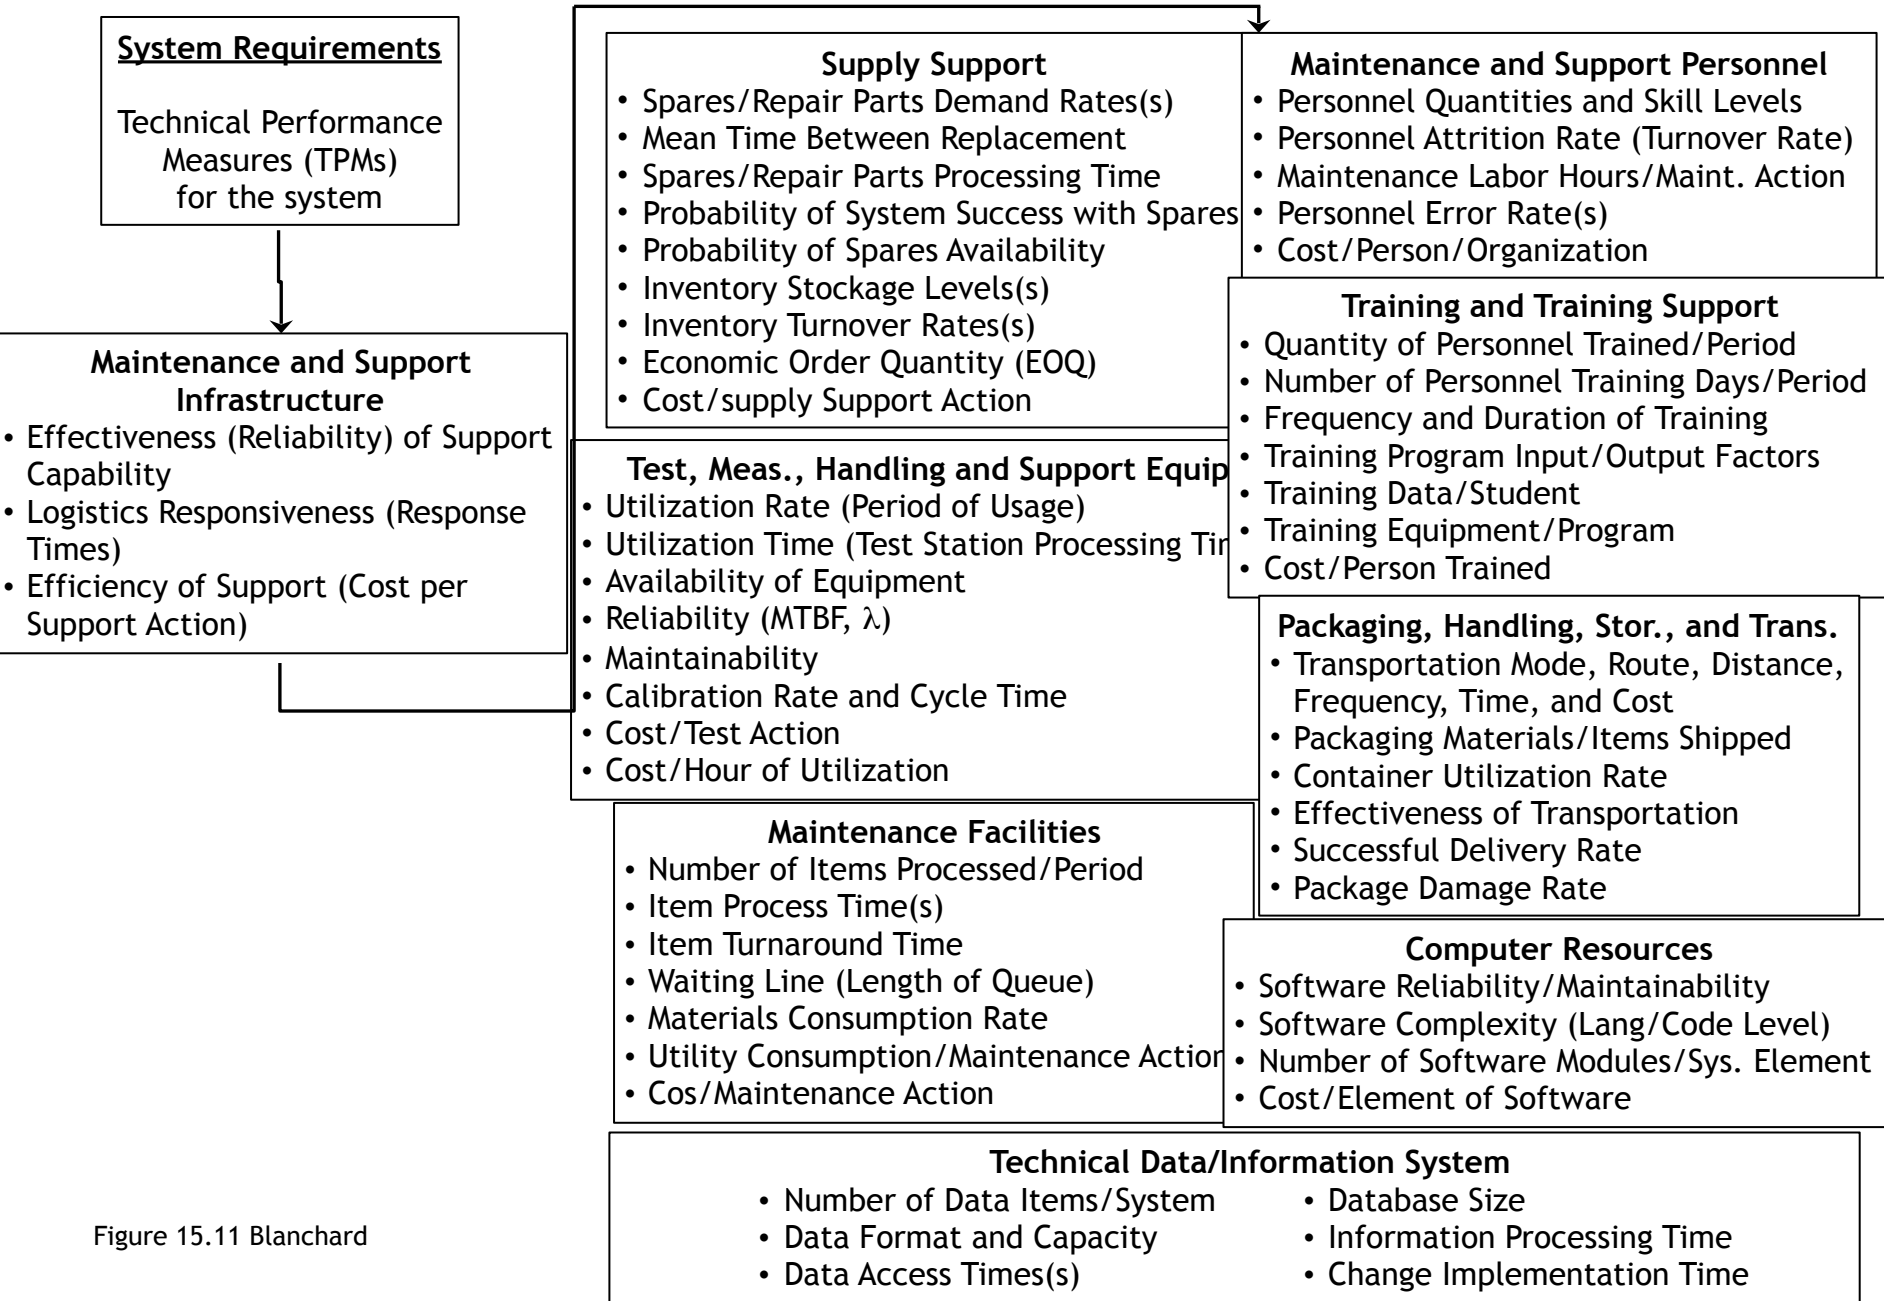 System Requirements
Technical Performance
Measures (TPMs)
for the system
Maintenance and Support
Infrastructure
• Effectiveness (Reliability) of Support
Capability
• Logistics Responsiveness (Response
Times)
• Efficiency of Support (Cost per
Support Action)
Supply Support
• Spares/Repair Parts Demand Rates(s)
• Mean Time Between Replacement
• Spares/Repair Parts Processing Time
• Probability of System Success with Spares
• Probability of Spares Availability
• Inventory Stockage Levels(s)
• Inventory Turnover Rates(s)
• Economic Order Quantity (EOQ)
• Cost/supply Support Action
Test, Meas., Handling and Support Equip
• Utilization Rate (Period of Usage)
• Utilization Time (Test Station Processing
• Availability of Equipment
• Reliability (MTBF, λ)
• Maintainability
• Calibration Rate and Cycle Time
• Cost/Test Action
• Cost/Hour of Utilization
Maintenance Facilities
• Number of Items Processed/Period
• Item Process Time(s)
• Item Turnaround Time
• Waiting Line (Length of Queue)
• Materials Consumption Rate
• Utility Consumption/Maintenance Action
• Cos/Maintenance Action
Maintenance and Support Personnel
• Personnel Quantities and Skill Levels
• Personnel Attrition Rate (Turnover Rate)
• Maintenance Labor Hours/Maint. Action
• Personnel Error Rate(s)
• Cost/Person/Organization
Training and Training Support
• Quantity of Personnel Trained/Period
• Number of Personnel Training Days/Period
• Frequency and Duration of Training
• Training Program Input/Output Factors
• Training Data/Student
• Training Equipment/Program
• Cost/Person Trained
Packaging, Handling, Stor., and Trans.
• Transportation Mode, Route, Distance,
Frequency, Time, and Cost
• Packaging Materials/Items Shipped
• Container Utilization Rate
• Effectiveness of Transportation
• Successful Delivery Rate
• Package Damage Rate
Computer Resources
• Software Reliability/Maintainability
• Software Complexity (Lang/Code Level)
• Number of Software Modules/Sys. Element
• Cost/Element of Software
Technical Data/Information System
• Number of Data Items/System
• Data Format and Capacity
• Data Access Times(s)
• Database Size
• Information Processing Time
• Change Implementation Time
Figure 15.11 Blanchard